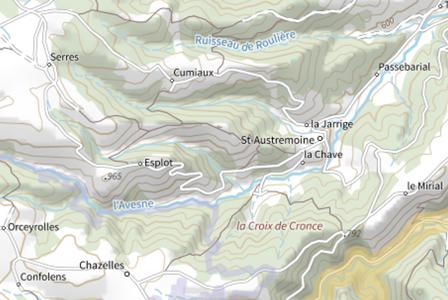 600
Ruisseau de Roulière
Serres
Cumiaux
Passebarial
la Jarrige
St-Austremoine
la Chave
Esplot
965
le Mirial
l'Avesne
la Croix de Cronce
792
Orceyrolles
Chazelles
Confolens